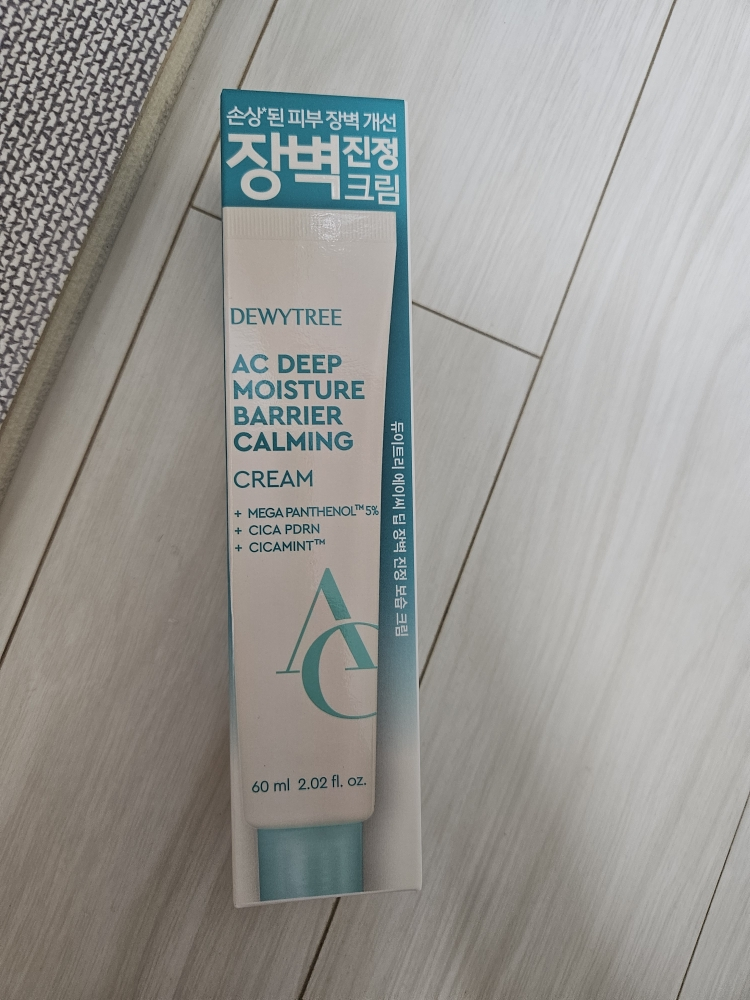 손상*된 피부 장벽 개선
장벽 진정
크림
DEWYTREE
AC DEEP
MOISTURE
BARRIER
CALMING
CREAM
+ MEGA PANTHENOL™ 5%
+ CICA PDRN
+ CICAMINT™
AC
60 ml 2.02 fl. oz.
듀이트리 에이씨 딥 장벽 진정 보습 크림